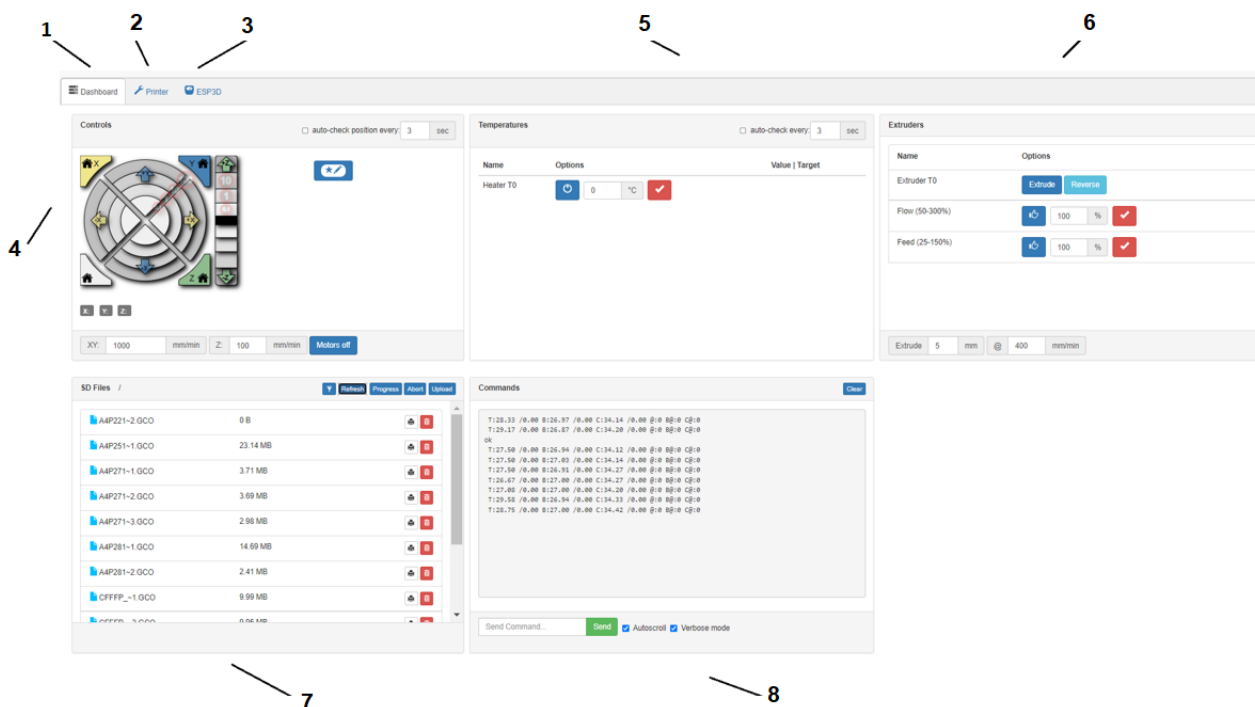 1 2 3 5 6
Dashboard Printer ESP3D
Controls auto-check position every: 3 sec
Temperatures auto-check every: 3 sec
Extruders
X Y
10
1
+X
Z
X: Y: Z:
XY: 1000 mm/min Z: 100 mm/min Motors off
4
Name Options Value | Target
Heater T0 0 °C
Name Options
Extruder T0 Extrude Reverse
Flow (50-300%) 100 %
Feed (25-150%) 100 %
Extrude 5 mm @ 400 mm/min
SD Files / Refresh Progress Abort Upload
A4P221~2.GCO 0 B
A4P251~1.GCO 23.14 MB
A4P271~1.GCO 3.71 MB
A4P271~2.GCO 3.69 MB
A4P271~3.GCO 2.98 MB
A4P281~1.GCO 14.69 MB
A4P281~2.GCO 2.41 MB
CFFFP_~1.GCO 9.99 MB
Commands Clear
T:28.33 /0.00 B:26.97 /0.00 C:34.14 /0.00 @:0 B@:0 C@:0
T:29.17 /0.00 B:26.87 /0.00 C:34.20 /0.00 @:0 B@:0 C@:0
ok
T:27.50 /0.00 B:26.94 /0.00 C:34.12 /0.00 @:0 B@:0 C@:0
T:27.50 /0.00 B:27.03 /0.00 C:34.14 /0.00 @:0 B@:0 C@:0
T:27.50 /0.00 B:26.91 /0.00 C:34.27 /0.00 @:0 B@:0 C@:0
T:26.67 /0.00 B:27.00 /0.00 C:34.27 /0.00 @:0 B@:0 C@:0
T:27.08 /0.00 B:27.00 /0.00 C:34.20 /0.00 @:0 B@:0 C@:0
T:29.58 /0.00 B:26.94 /0.00 C:34.33 /0.00 @:0 B@:0 C@:0
T:28.75 /0.00 B:27.00 /0.00 C:34.42 /0.00 @:0 B@:0 C@:0
Send Command... Send Autoscroll Verbose mode
7 8